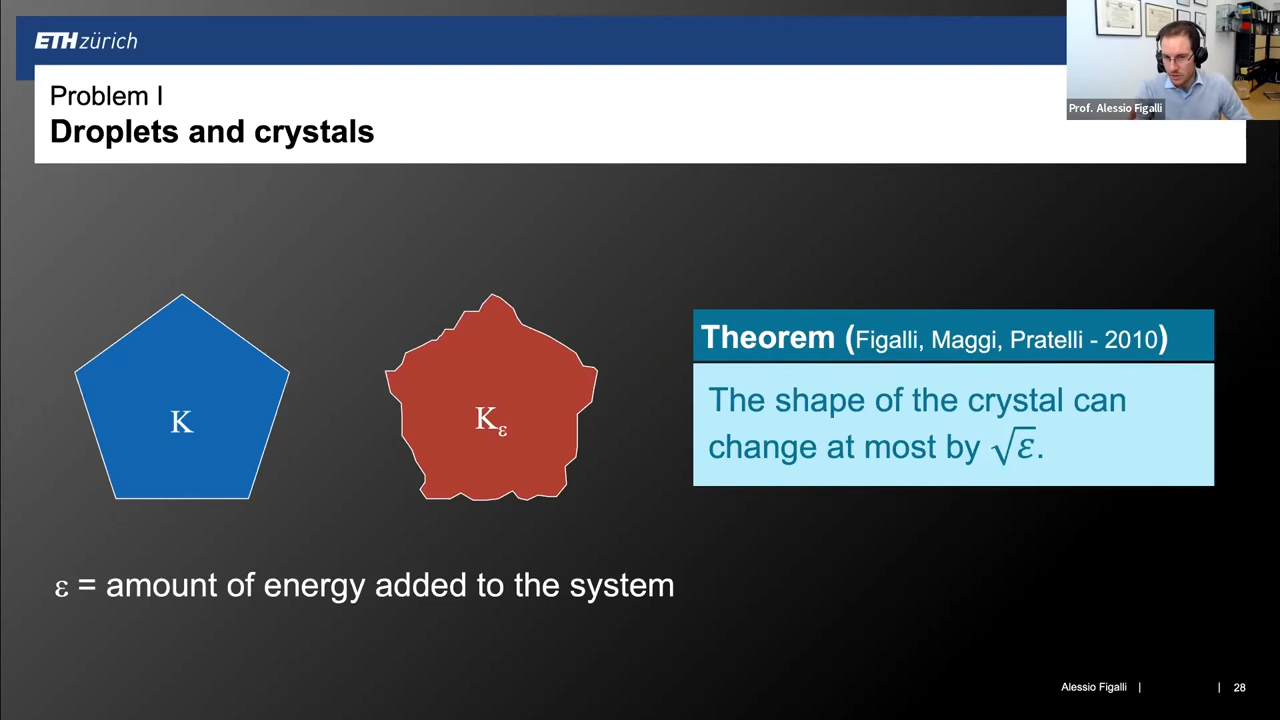 ETH zürich
Prof. Alessio Figalli
Problem I
Droplets and crystals
K
Kε
Theorem (Figalli, Maggi, Pratelli - 2010)
The shape of the crystal can
change at most by √ε.
ε = amount of energy added to the system
Alessio Figalli | | 28